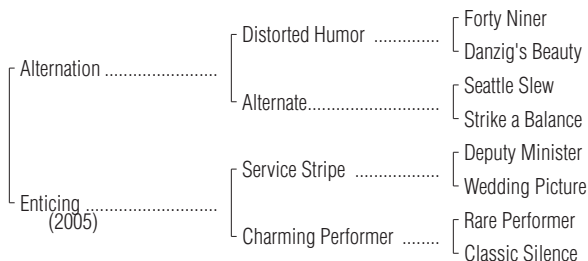 Forty Niner
Distorted Humor ..............
Danzig's Beauty
Alternation ........................
Seattle Slew
Alternate............................
Strike a Balance
Deputy Minister
Service Stripe ..................
Wedding Picture
Enticing ............................
(2005)
Rare Performer
Charming Performer ........
Classic Silence